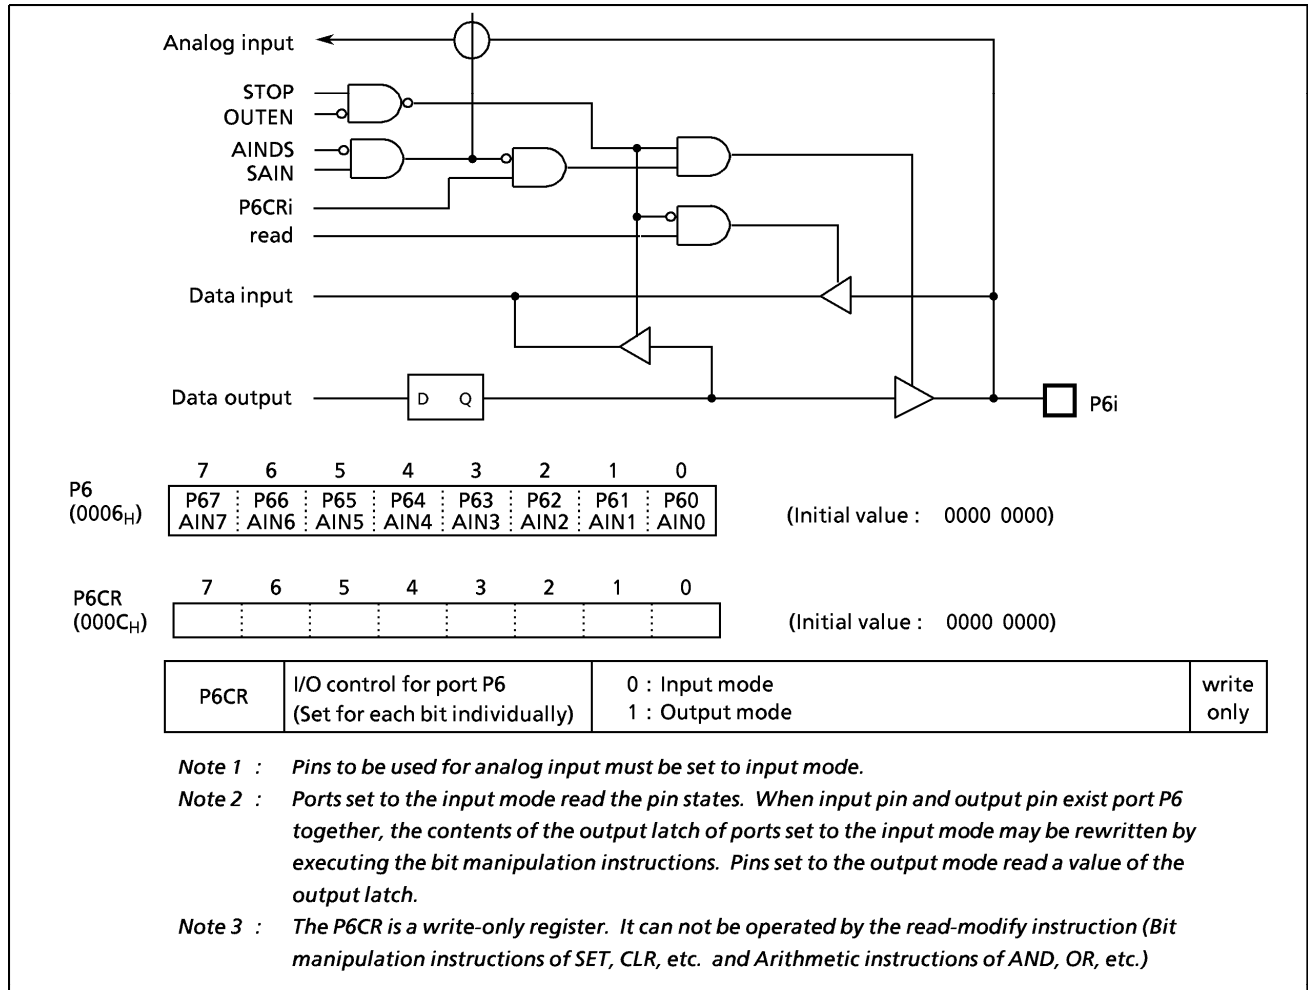 Analog input
STOP
OUTEN
AINDS
SAIN
P6CRi
read
Data input
Data output
D Q
P6i
7 6 5 4 3 2 1 0
P6
(0006H)
P67 P66 P65 P64 P63 P62 P61 P60
AIN7 AIN6 AIN5 AIN4 AIN3 AIN2 AIN1 AIN0
(Initial value : 0000 0000)
7 6 5 4 3 2 1 0
P6CR
(000CH)
(Initial value : 0000 0000)
P6CR
I/O control for port P6
(Set for each bit individually)
0 : Input mode
1 : Output mode
write
only
Note 1 : Pins to be used for analog input must be set to input mode.
Note 2 : Ports set to the input mode read the pin states. When input pin and output pin exist port P6
together, the contents of the output latch of ports set to the input mode may be rewritten by
executing the bit manipulation instructions. Pins set to the output mode read a value of the
output latch.
Note 3 : The P6CR is a write-only register. It can not be operated by the read-modify instruction (Bit
manipulation instructions of SET, CLR, etc. and Arithmetic instructions of AND, OR, etc.)